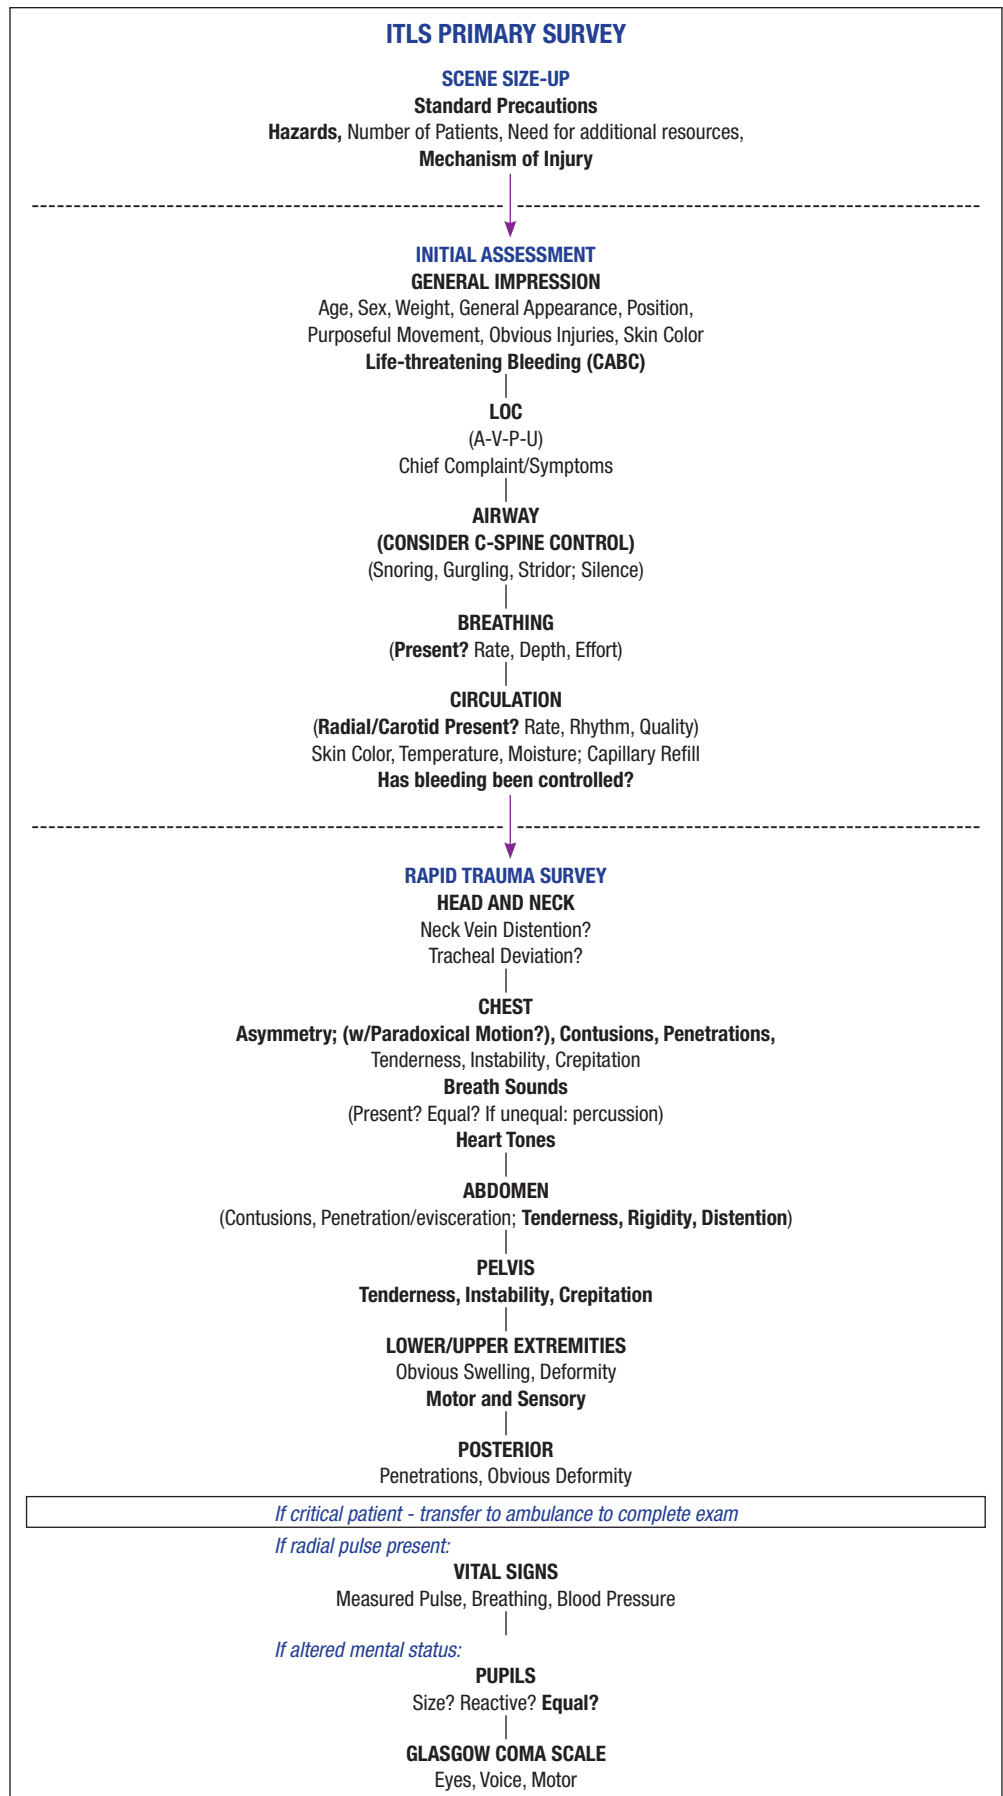 ITLS PRIMARY SURVEY
SCENE SIZE-UP
Standard Precautions
Hazards, Number of Patients, Need for additional resources,
Mechanism of Injury
INITIAL ASSESSMENT
GENERAL IMPRESSION
Age, Sex, Weight, General Appearance, Position,
Purposeful Movement, Obvious Injuries, Skin Color
Life-threatening Bleeding (CABC)
LOC
(A-V-P-U)
Chief Complaint/Symptoms
AIRWAY
(CONSIDER C-SPINE CONTROL)
(Snoring, Gurgling, Stridor; Silence)
BREATHING
(Present? Rate, Depth, Effort)
CIRCULATION
(Radial/Carotid Present? Rate, Rhythm, Quality)
Skin Color, Temperature, Moisture; Capillary Refill
Has bleeding been controlled?
RAPID TRAUMA SURVEY
HEAD AND NECK
Neck Vein Distention?
Tracheal Deviation?
CHEST
Asymmetry; (w/Paradoxical Motion?), Contusions, Penetrations,
Tenderness, Instability, Crepitation
Breath Sounds
(Present? Equal? If unequal: percussion)
Heart Tones
ABDOMEN
(Contusions, Penetration/evisceration; Tenderness, Rigidity, Distention)
PELVIS
Tenderness, Instability, Crepitation
LOWER/UPPER EXTREMITIES
Obvious Swelling, Deformity
Motor and Sensory
POSTERIOR
Penetrations, Obvious Deformity
If critical patient - transfer to ambulance to complete exam
If radial pulse present:
VITAL SIGNS
Measured Pulse, Breathing, Blood Pressure
If altered mental status:
PUPILS
Size? Reactive? Equal?
GLASGOW COMA SCALE
Eyes, Voice, Motor